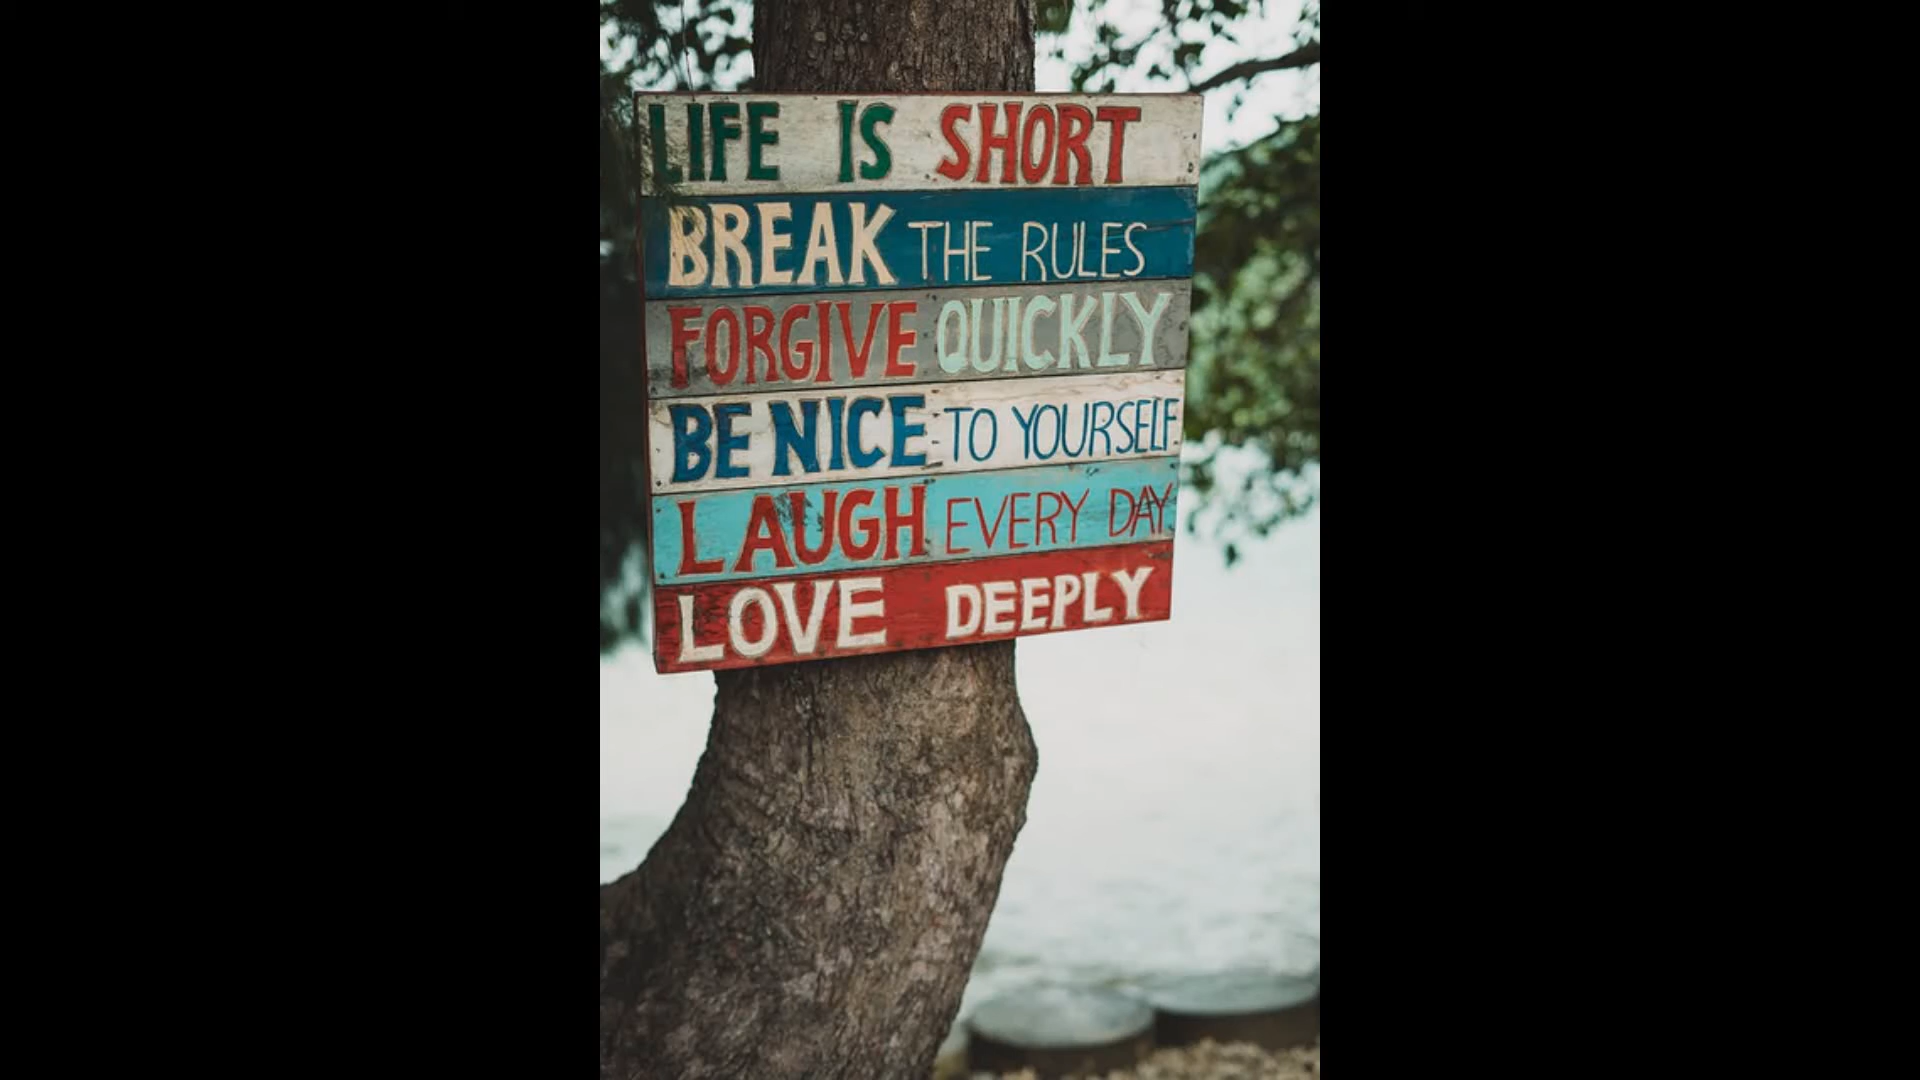 LIFE IS SHORT
BREAK THE RULES
FORGIVE QUICKLY
BE NICE TO YOURSELF
LAUGH EVERY DAY
LOVE DEEPLY